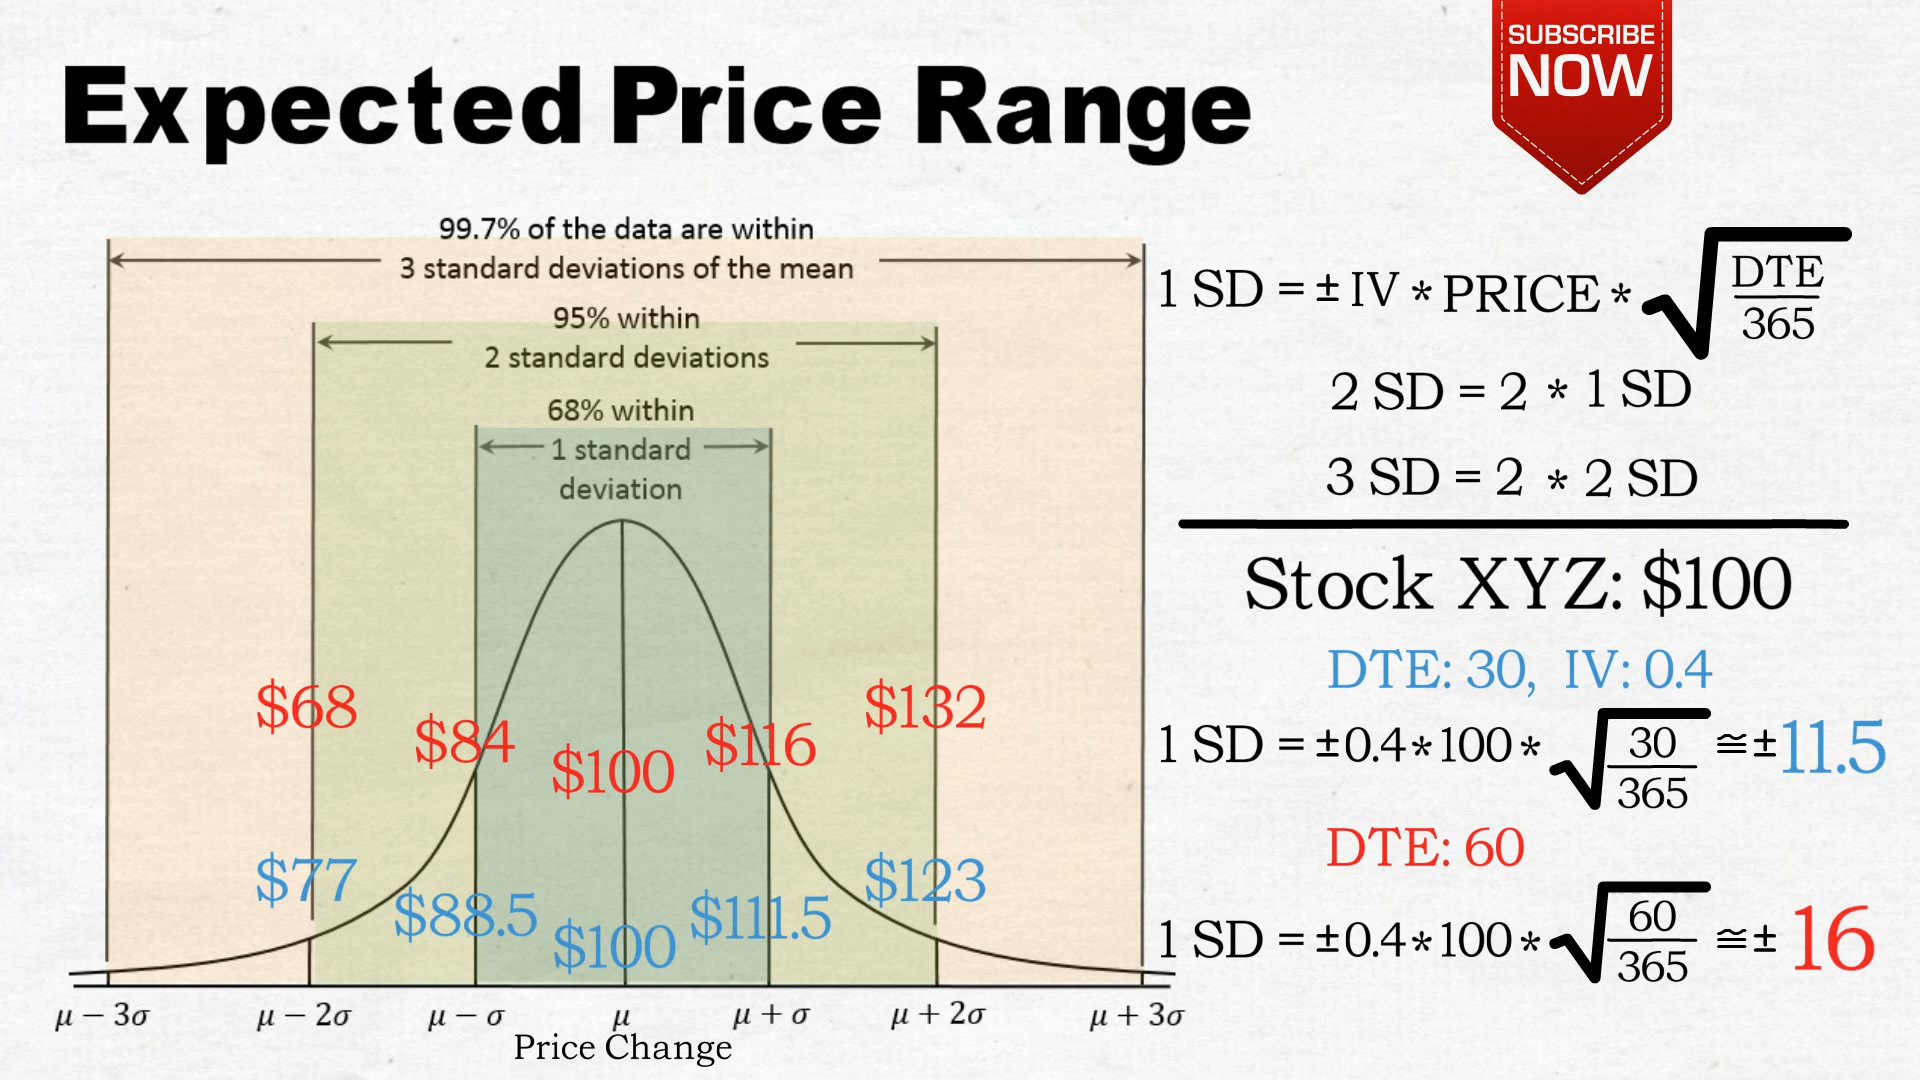 Expected Price Range
SUBSCRIBE
NOW
99.7% of the data are within
3 standard deviations of the mean
95% within
2 standard deviations
68% within
1 standard
deviation
$68
$84
$100
$116
$132
$77
$88.5
$100
$111.5
$123
μ − 3σ
μ − 2σ
μ − σ
μ
μ + σ
μ + 2σ
μ + 3σ
Price Change
1 SD = ± IV * PRICE * √(DTE/365)
2 SD = 2 * 1 SD
3 SD = 2 * 2 SD
Stock XYZ: $100
DTE: 30, IV: 0.4
1 SD = ±0.4*100* √(30/365) ≅ ±11.5
DTE: 60
1 SD = ±0.4*100* √(60/365) ≅ ± 16